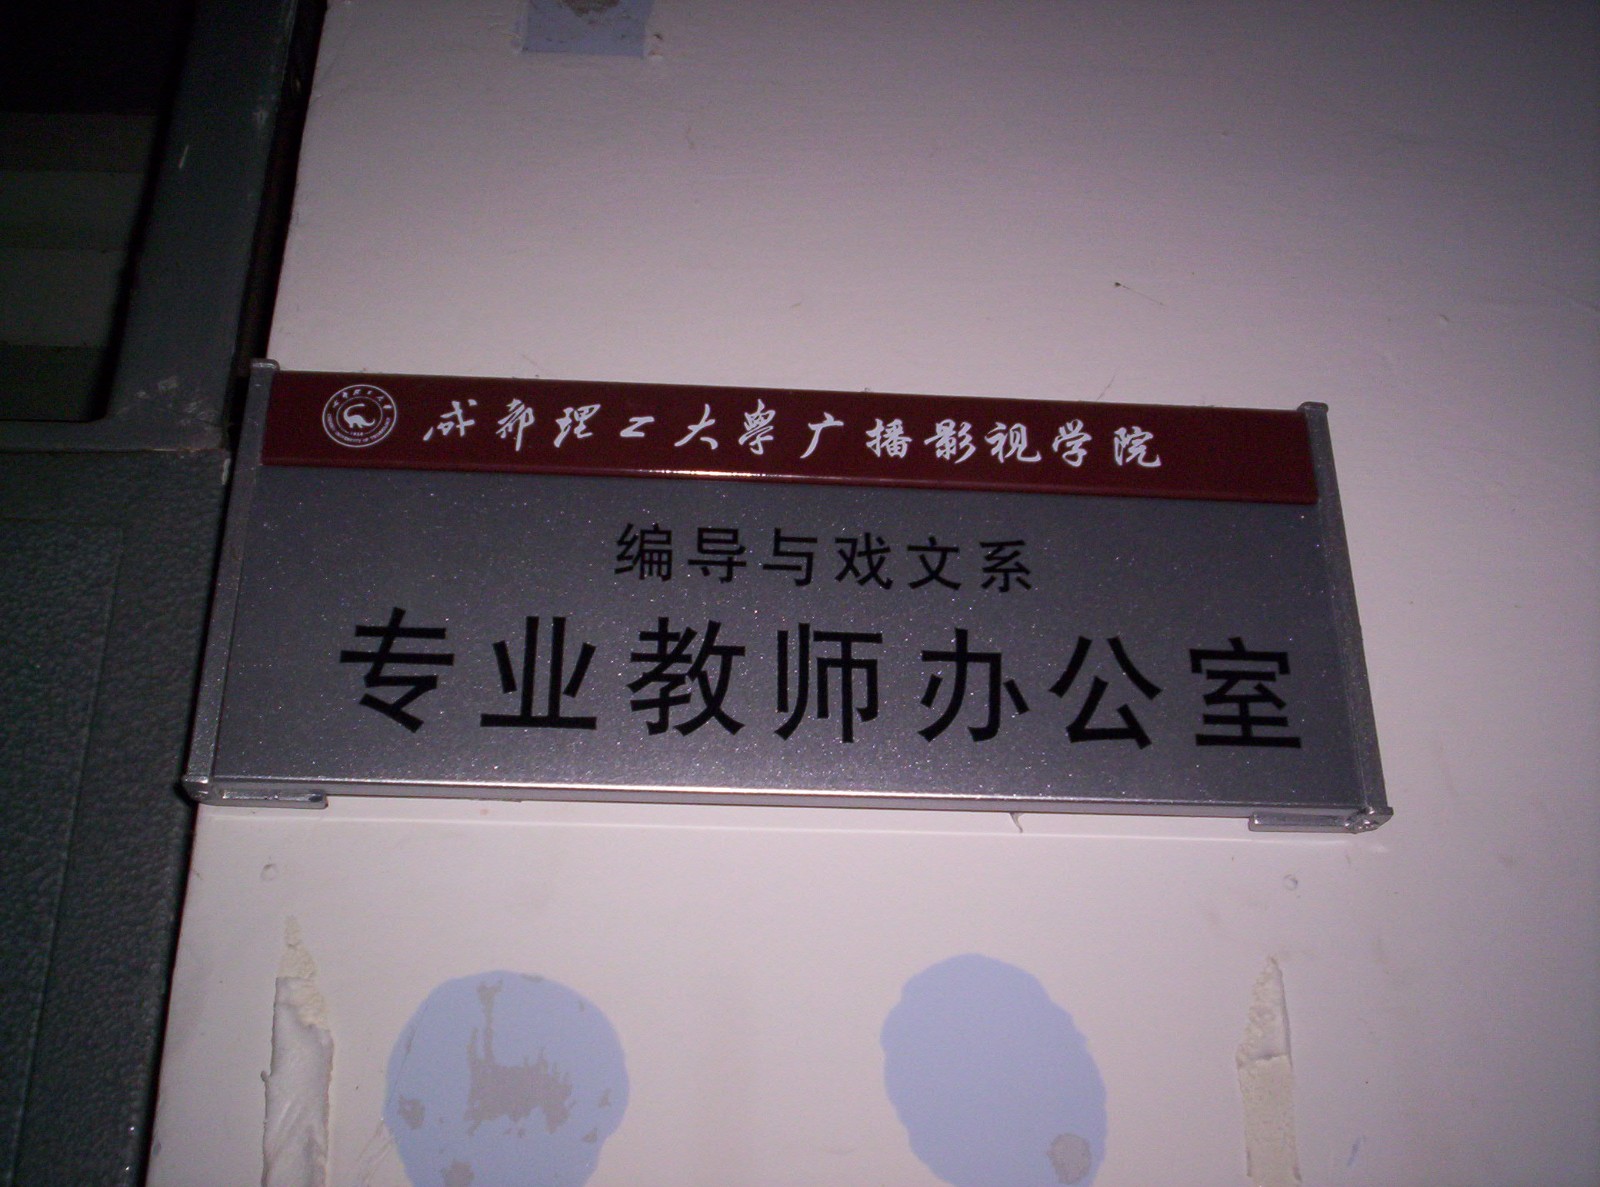 成都理工大學广播影视学院
编导与戏文系
专业教师办公室